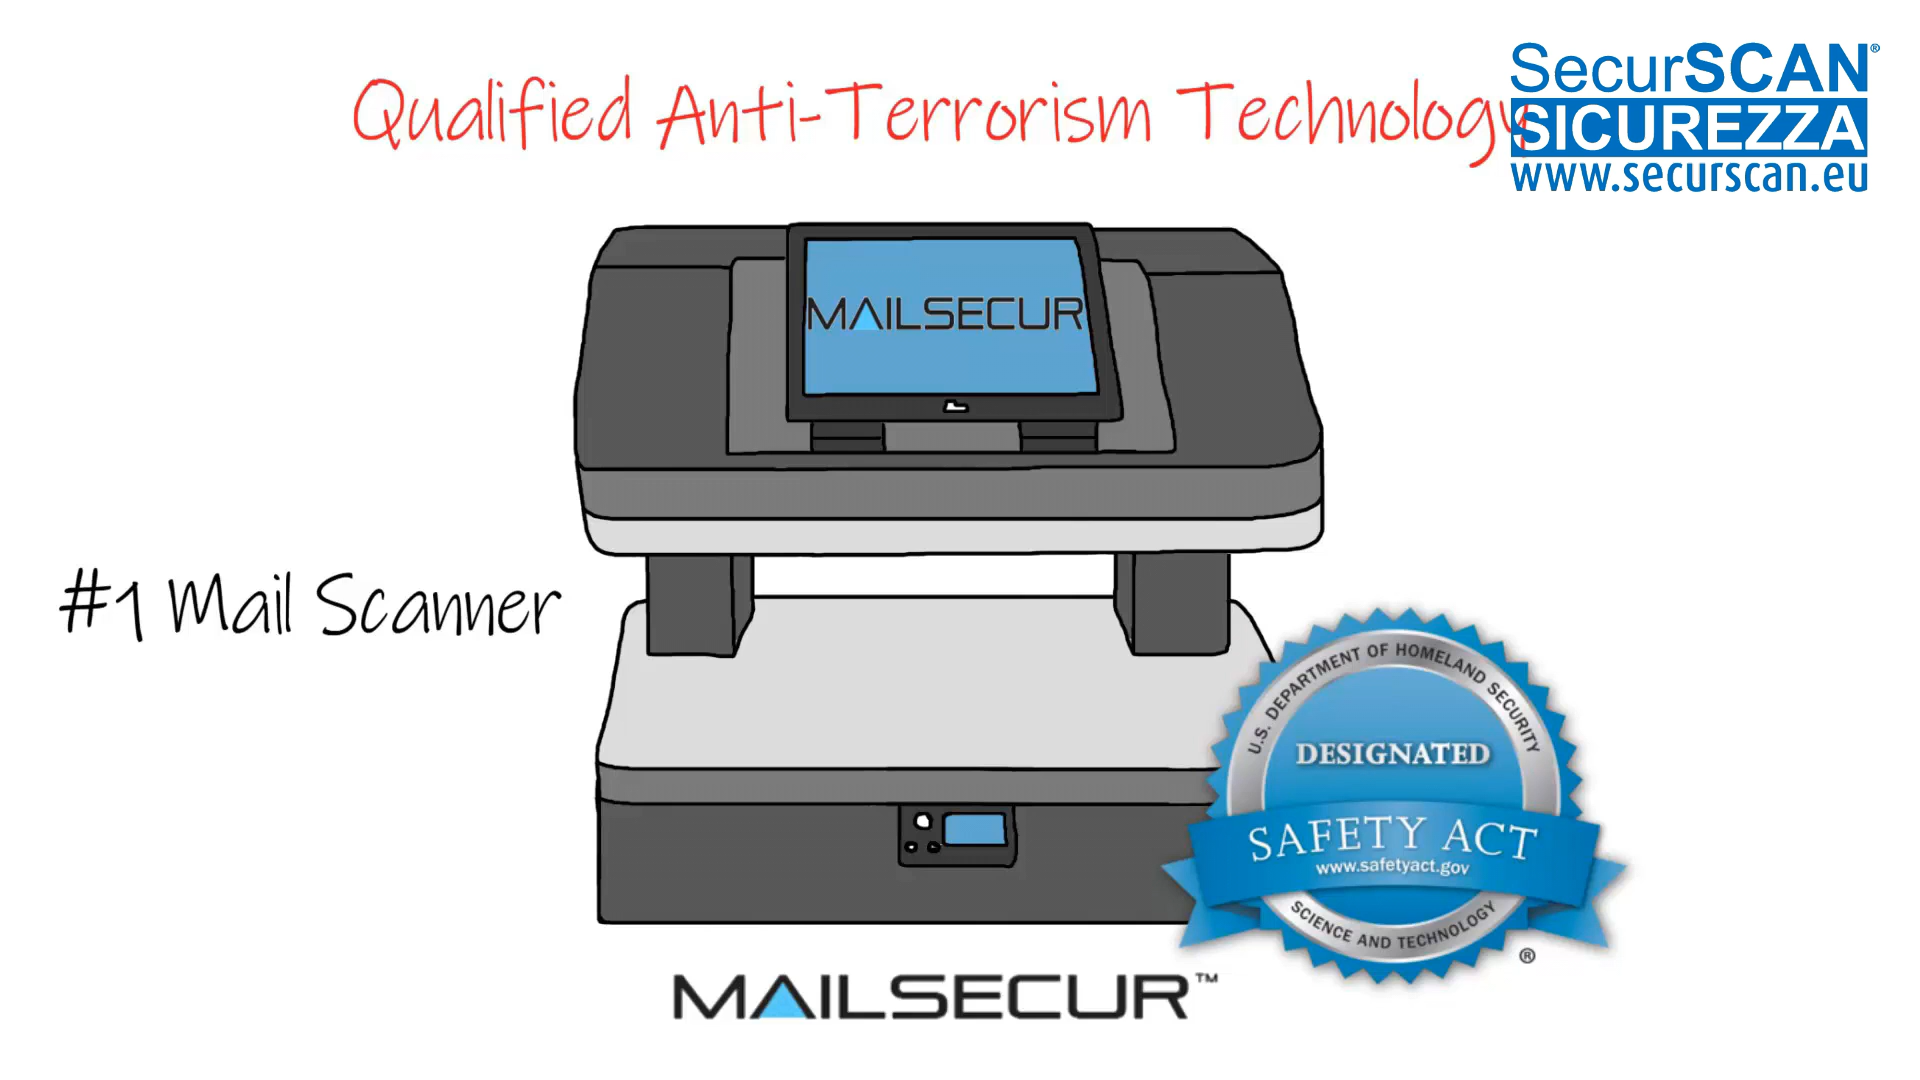 Qualified Anti-Terrorism Technology
SecurSCAN®
SICUREZZA
www.securscan.eu
MAILSECUR
#1 Mail Scanner
U.S. DEPARTMENT OF HOMELAND SECURITY
DESIGNATED
SAFETY ACT
www.safetyact.gov
SCIENCE AND TECHNOLOGY
®
MAILSECUR™